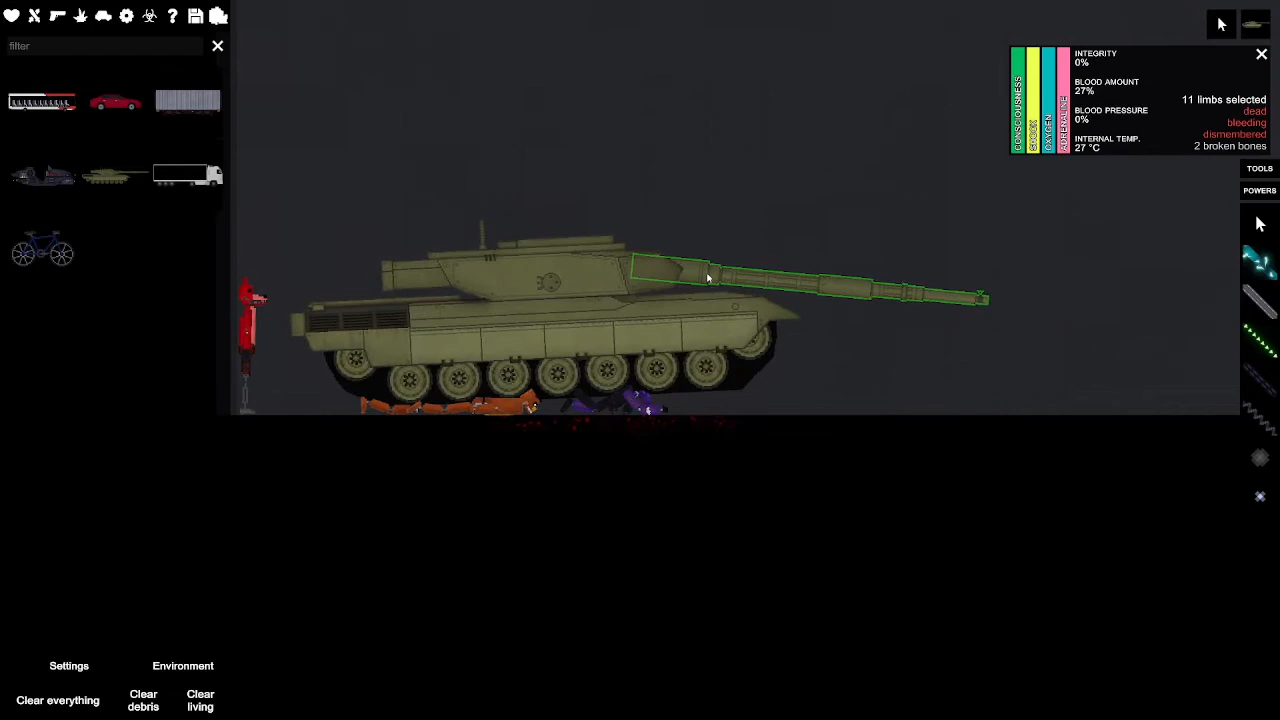 filter
CONSCIOUSNESS
SHOCK
OXYGEN
ADRENALINE
INTEGRITY
0%
BLOOD AMOUNT
27%
BLOOD PRESSURE
0%
INTERNAL TEMP.
27 °C
11 limbs selected
dead
bleeding
dismembered
2 broken bones
TOOLS
POWERS
Settings
Environment
Clear everything
Clear
debris
Clear
living